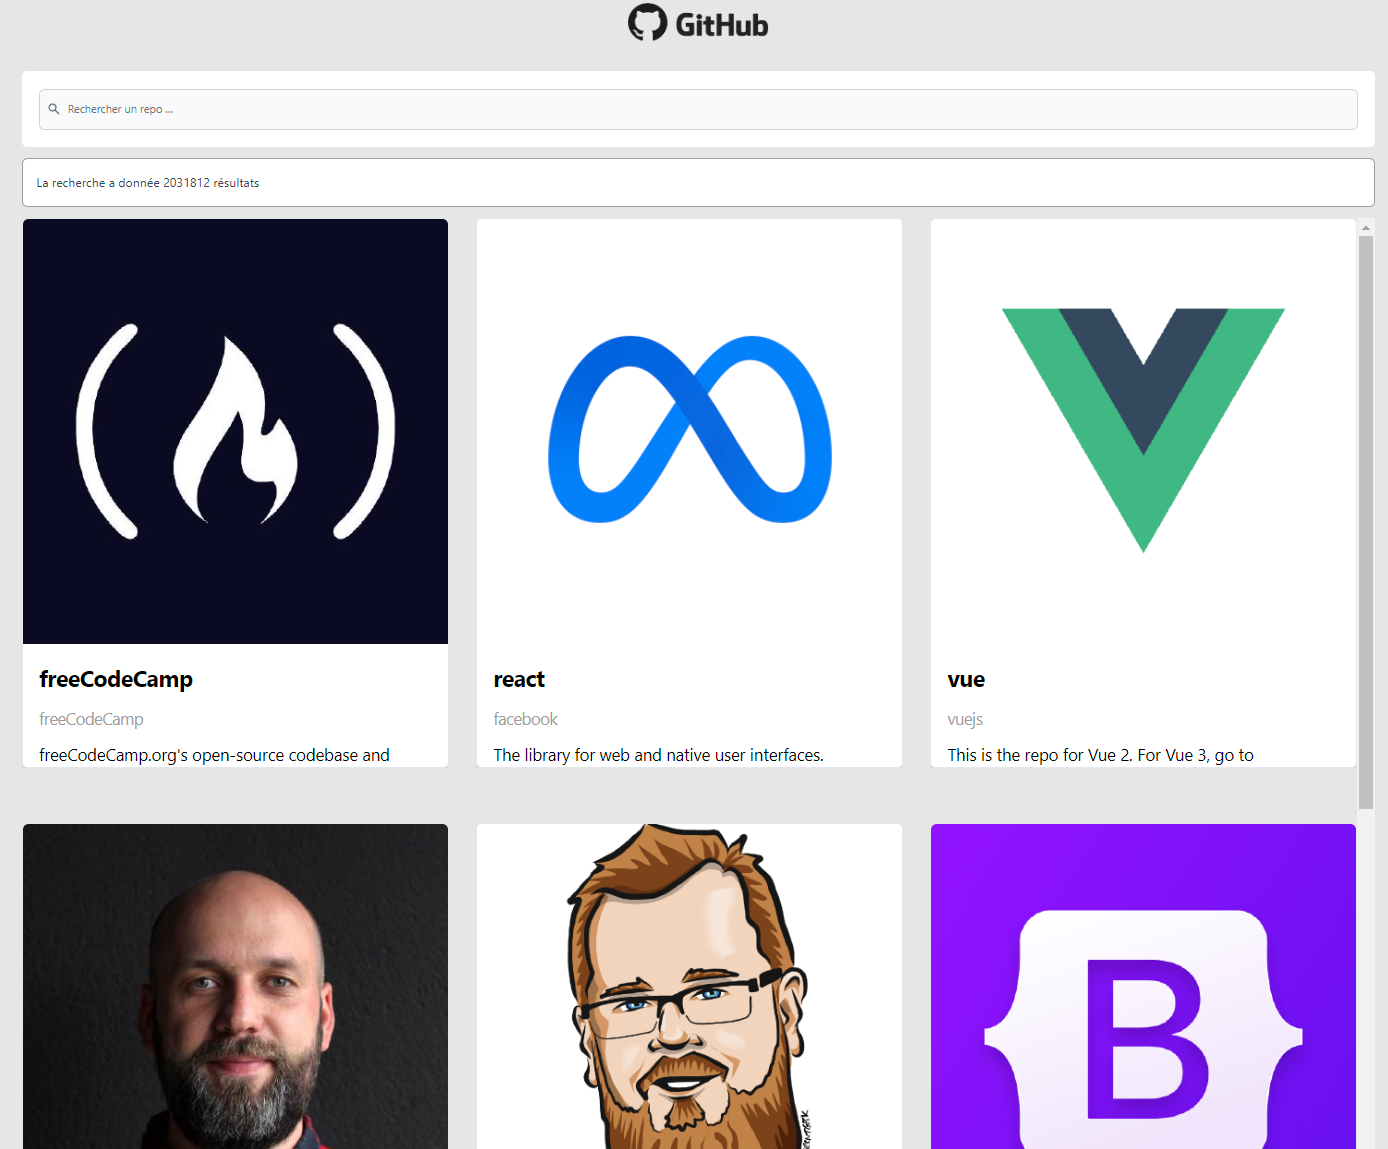 GitHub
Rechercher un repo ...
La recherche a donnée 2031812 résultats
freeCodeCamp
freeCodeCamp
freeCodeCamp.org's open-source codebase and
react
facebook
The library for web and native user interfaces.
vue
vuejs
This is the repo for Vue 2. For Vue 3, go to
B